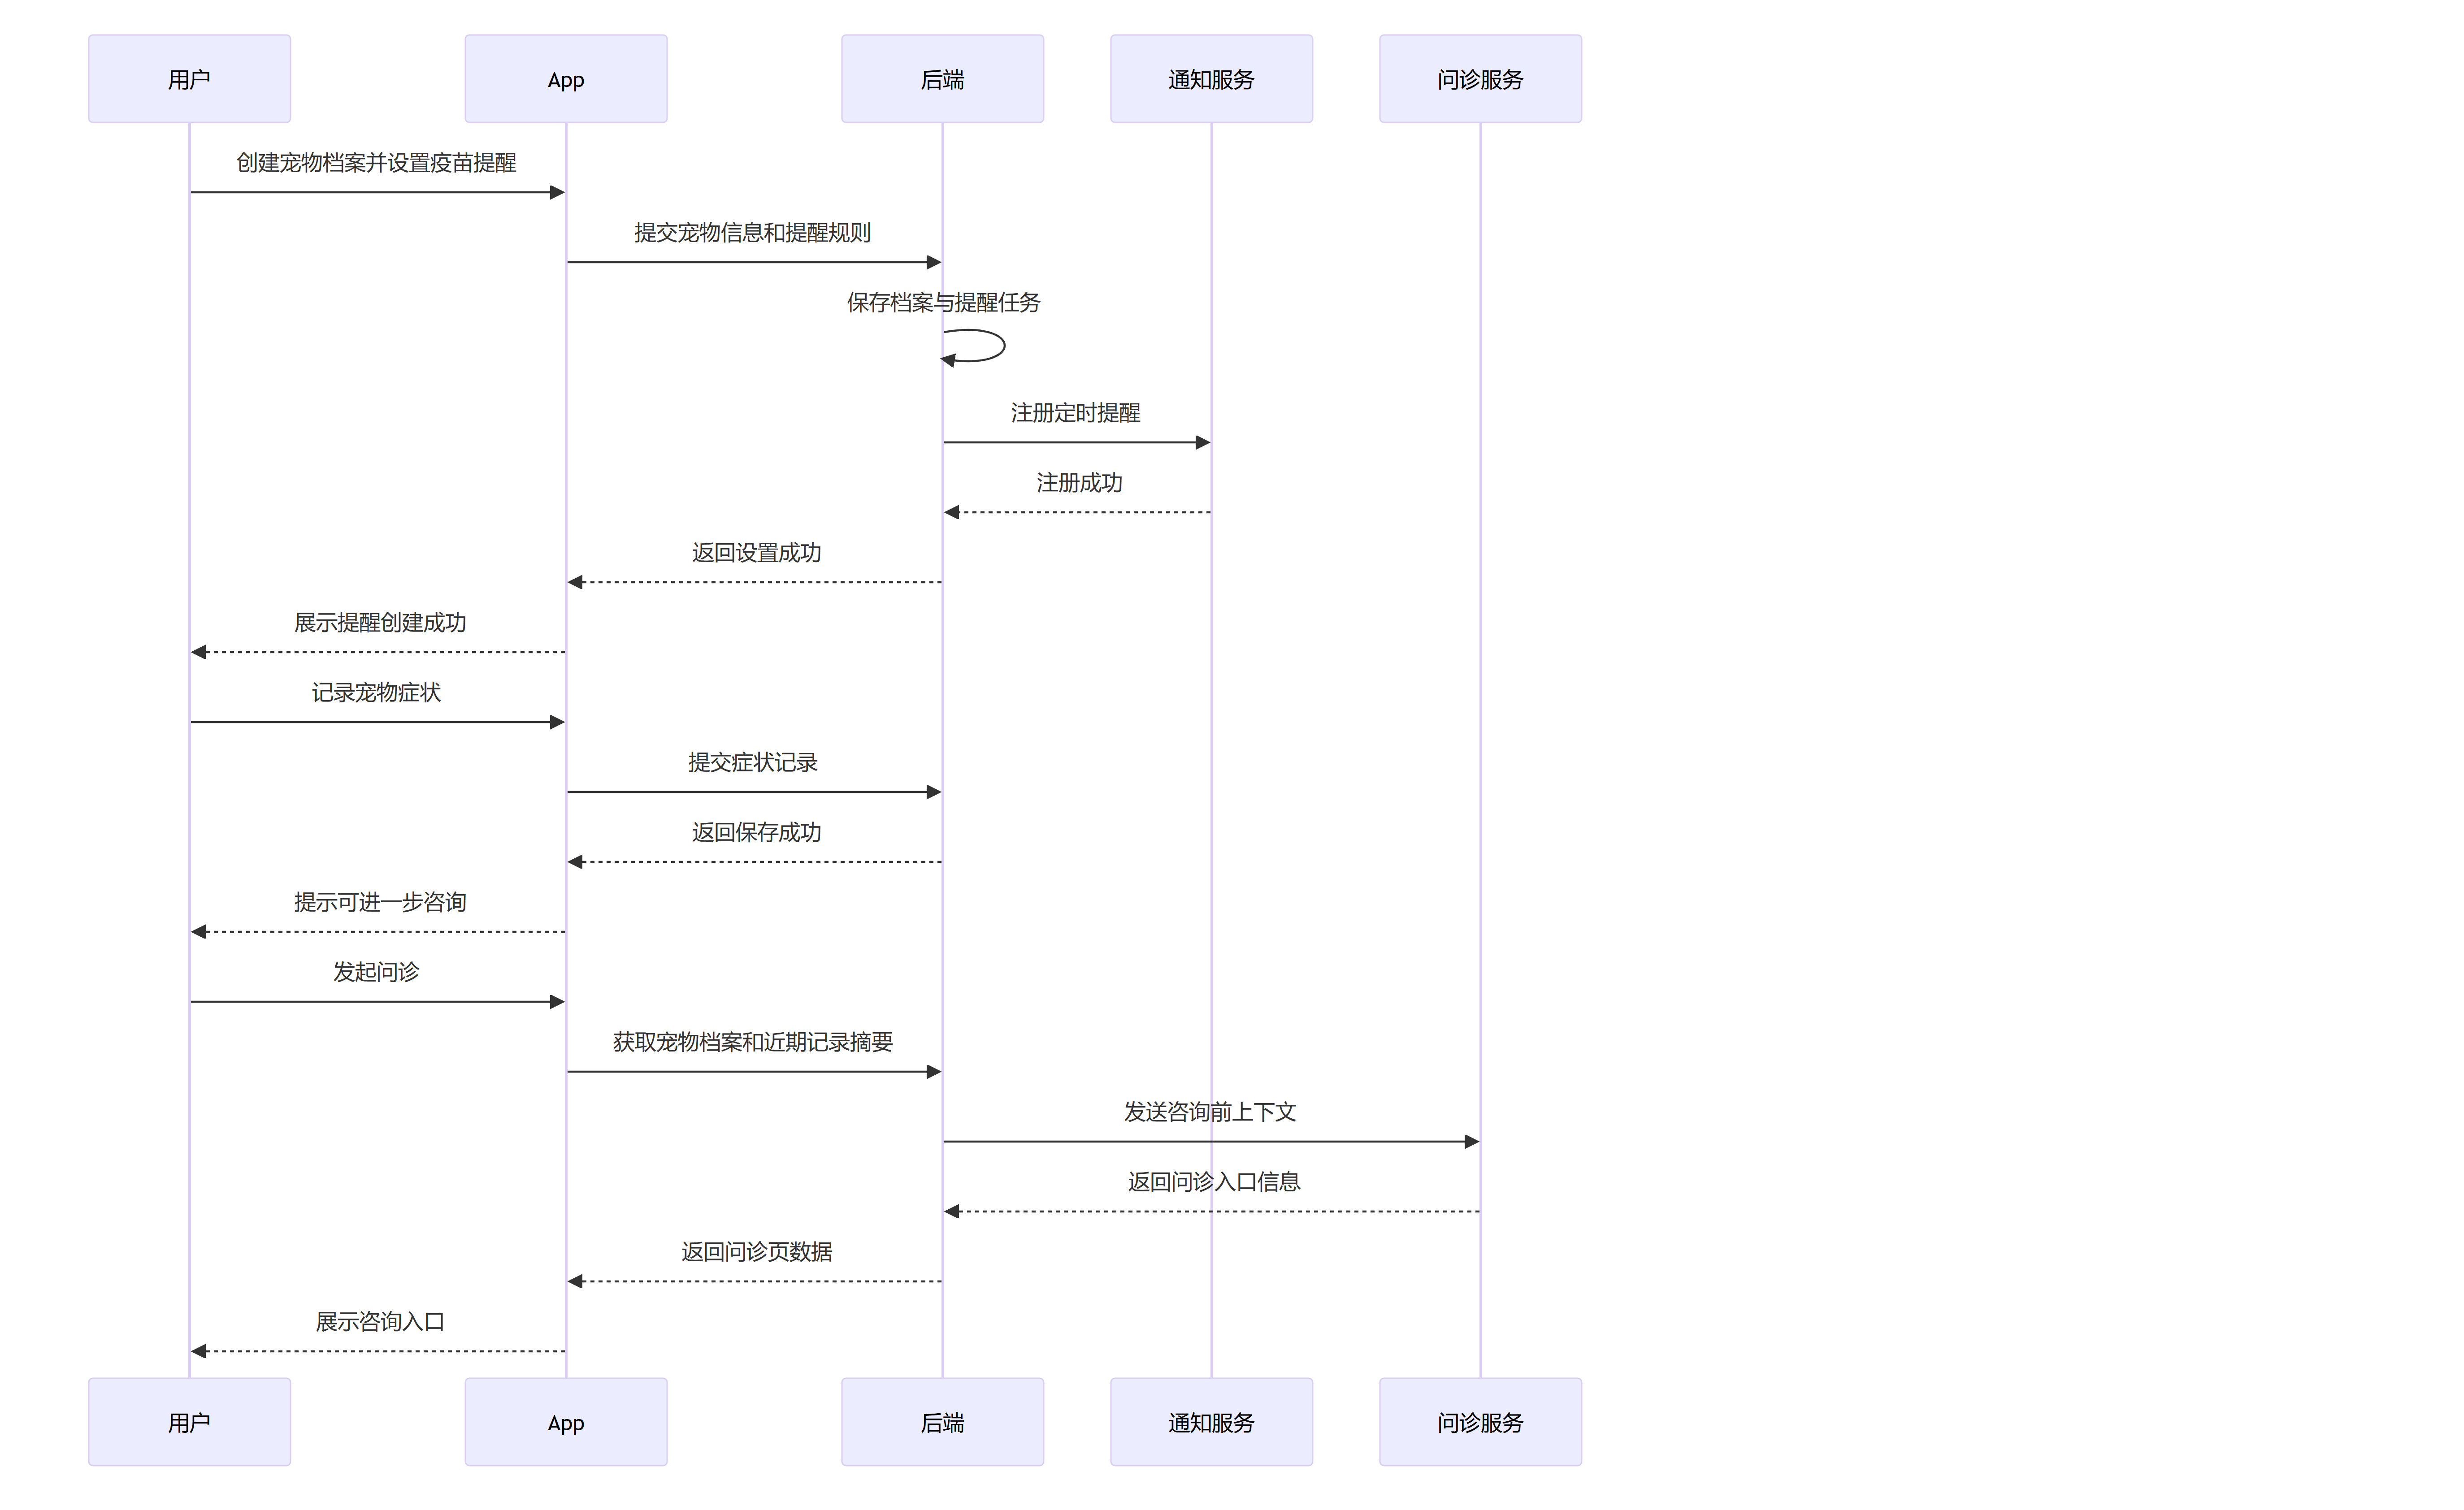 用户
App
后端
通知服务
问诊服务
创建宠物档案并设置疫苗提醒
提交宠物信息和提醒规则
保存档案与提醒任务
注册定时提醒
注册成功
返回设置成功
展示提醒创建成功
记录宠物症状
提交症状记录
返回保存成功
提示可进一步咨询
发起问诊
获取宠物档案和近期记录摘要
发送咨询前上下文
返回问诊入口信息
返回问诊页数据
展示咨询入口
用户
App
后端
通知服务
问诊服务